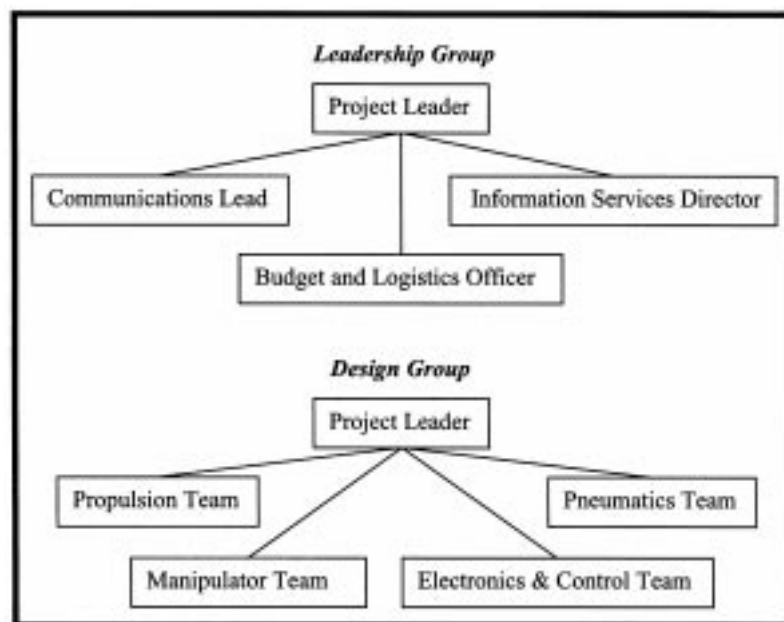 Leadership Group
Project Leader
Communications Lead
Information Services Director
Budget and Logistics Officer
Design Group
Project Leader
Propulsion Team
Pneumatics Team
Manipulator Team
Electronics & Control Team